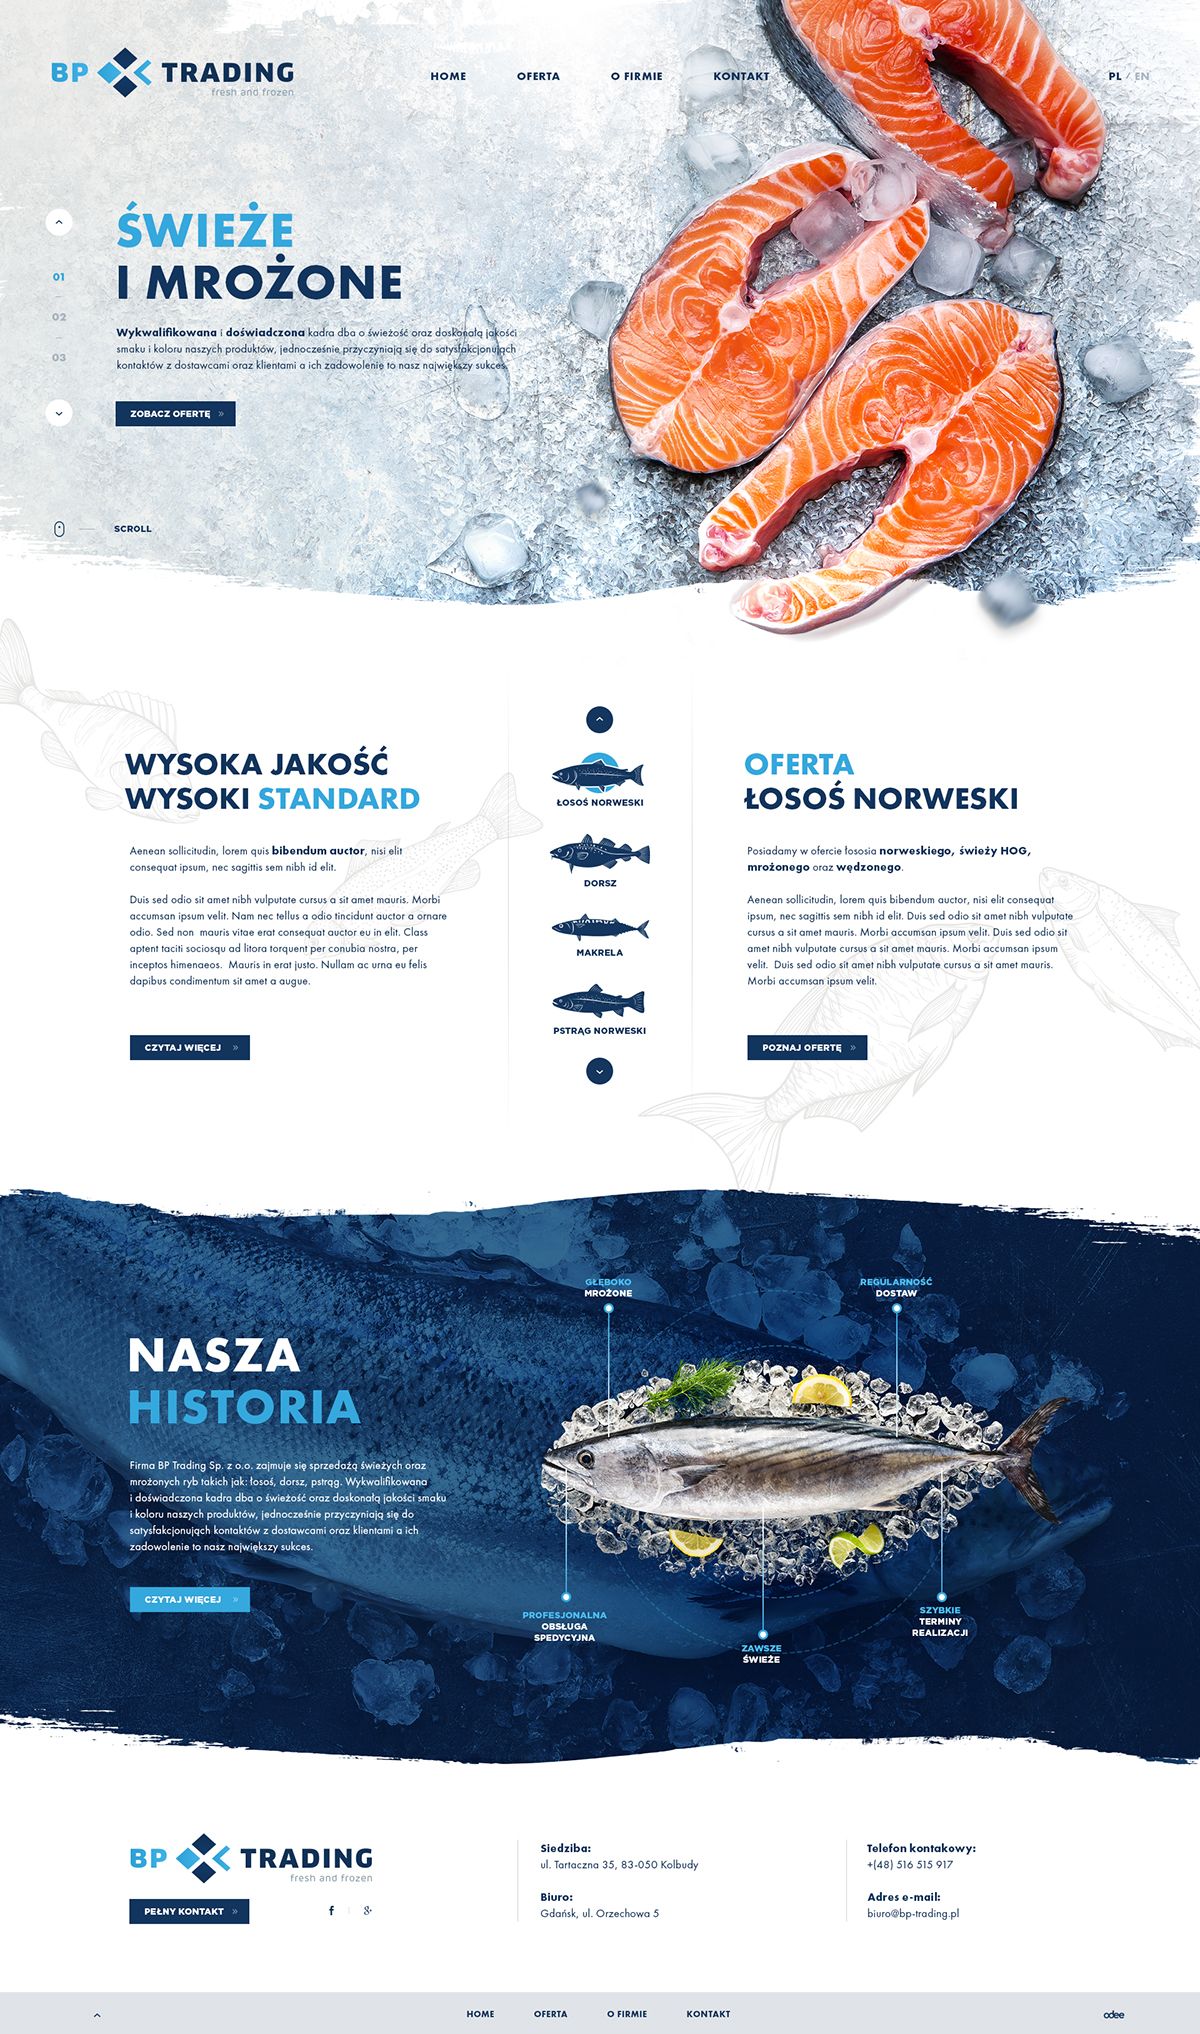 BP TRADING
fresh and frozen
HOME OFERTA O FIRMIE KONTAKT
PL / EN
ŚWIEŻE
I MROŻONE
01
02
03
Wykwalifikowana i doświadczona kadra dba o świeżość oraz doskonałą jakości
smaku i koloru naszych produktów, jednocześnie przyczyniają się do satysfakcjonująch
kontaktów z dostawcami oraz klientami a ich zadowolenie to nasz największy sukces.
ZOBACZ OFERTĘ »
SCROLL
WYSOKA JAKOŚĆ
WYSOKI STANDARD
Aenean sollicitudin, lorem quis bibendum auctor, nisi elit
consequat ipsum, nec sagittis sem nibh id elit.
Duis sed odio sit amet nibh vulputate cursus a sit amet mauris. Morbi
accumsan ipsum velit. Nam nec tellus a odio tincidunt auctor a ornare
odio. Sed non mauris vitae erat consequat auctor eu in elit. Class
aptent taciti sociosqu ad litora torquent per conubia nostra, per
inceptos himenaeos. Mauris in erat justo. Nullam ac urna eu felis
dapibus condimentum sit amet a augue.
CZYTAJ WIĘCEJ »
ŁOSOŚ NORWESKI
DORSZ
MAKRELA
PSTRĄG NORWESKI
OFERTA
ŁOSOŚ NORWESKI
Posiadamy w ofercie łososia norweskiego, świeży HOG,
mrożonego oraz wędzonego.
Aenean sollicitudin, lorem quis bibendum auctor, nisi elit consequat
ipsum, nec sagittis sem nibh id elit. Duis sed odio sit amet nibh vulputate
cursus a sit amet mauris. Morbi accumsan ipsum velit. Duis sed odio sit
amet nibh vulputate cursus a sit amet mauris. Morbi accumsan ipsum
velit. Duis sed odio sit amet nibh vulputate cursus a sit amet mauris.
Morbi accumsan ipsum velit.
POZNAJ OFERTĘ »
NASZA
HISTORIA
Firma BP Trading Sp. z o.o. zajmuje się sprzedażą świeżych oraz
mrożonych ryb takich jak: łosoś, dorsz, pstrąg. Wykwalifikowana
i doświadczona kadra dba o świeżość oraz doskonałą jakości smaku
i koloru naszych produktów, jednocześnie przyczyniają się do
satysfakcjonująch kontaktów z dostawcami oraz klientami a ich
zadowolenie to nasz największy sukces.
CZYTAJ WIĘCEJ »
GŁĘBOKO
MROŻONE
REGULARNOŚĆ
DOSTAW
PROFESJONALNA
OBSŁUGA
SPEDYCYJNA
ZAWSZE
ŚWIEŻE
SZYBKIE
TERMINY
REALIZACJI
BP TRADING
fresh and frozen
PEŁNY KONTAKT »
f g+
Siedziba:
ul. Tartaczna 35, 83-050 Kolbudy
Biuro:
Gdańsk, ul. Orzechowa 5
Telefon kontakowy:
+(48) 516 515 917
Adres e-mail:
biuro@bp-trading.pl
HOME OFERTA O FIRMIE KONTAKT
odee